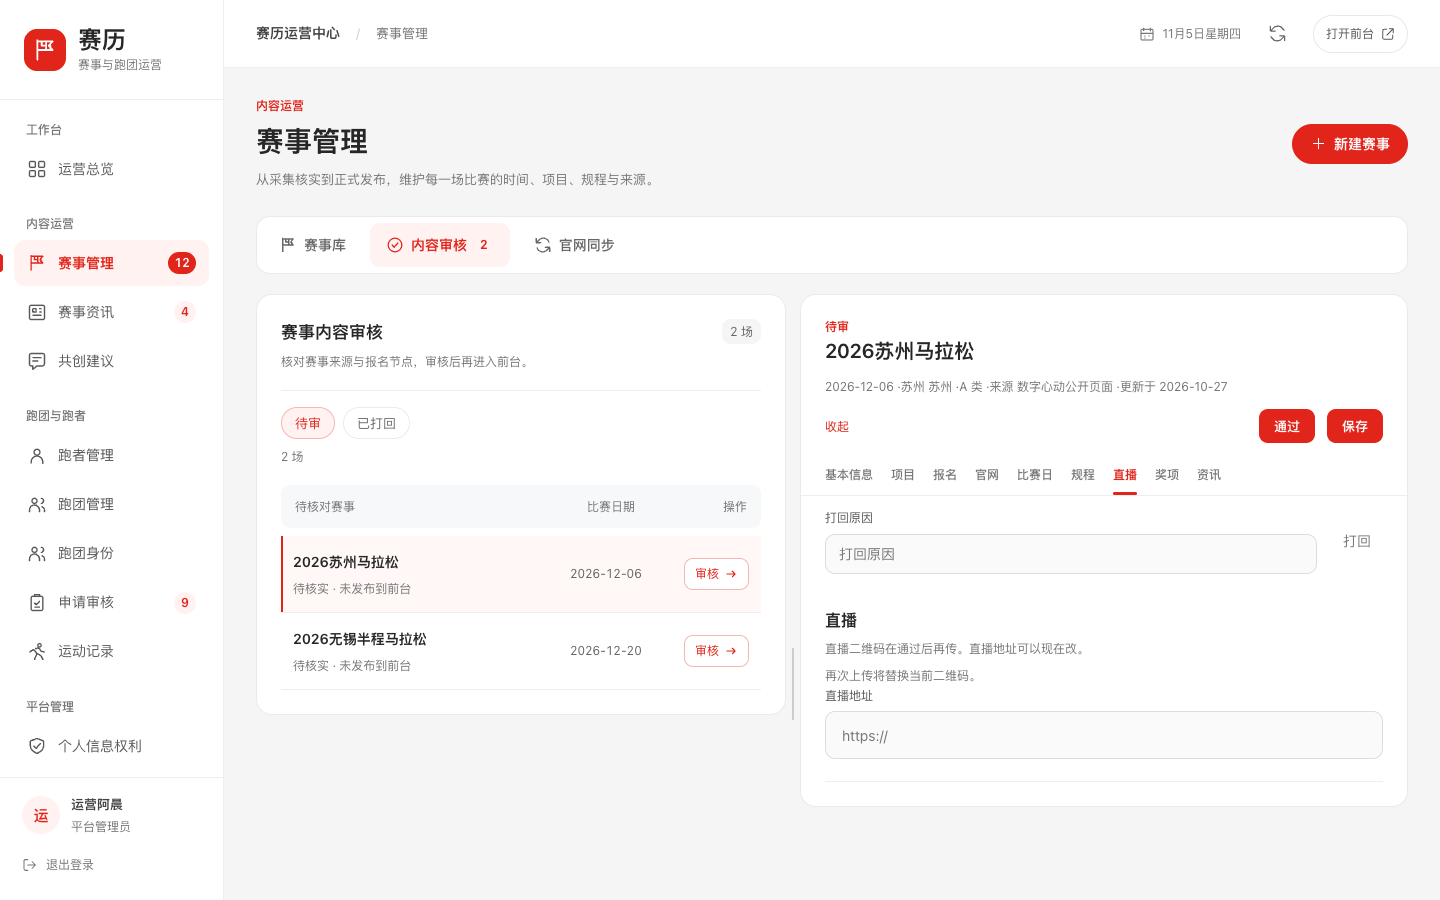 赛历
赛事与跑团运营
工作台
运营总览
内容运营
赛事管理 12
赛事资讯 4
共创建议
跑团与跑者
跑者管理
跑团管理
跑团身份
申请审核 9
运动记录
平台管理
个人信息权利
运 运营阿晨
平台管理员
退出登录
赛历运营中心 / 赛事管理
11月5日星期四
打开前台
内容运营
赛事管理
从采集核实到正式发布，维护每一场比赛的时间、项目、规程与来源。
新建赛事
赛事库 内容审核 2 官网同步
赛事内容审核 2 场
核对赛事来源与报名节点，审核后再进入前台。
待审 已打回
2 场
待核对赛事 比赛日期 操作
2026苏州马拉松
待核实 · 未发布到前台
2026-12-06 审核
2026无锡半程马拉松
待核实 · 未发布到前台
2026-12-20 审核
待审
2026苏州马拉松
2026-12-06 ·苏州 苏州 ·A 类 ·来源 数字心动公开页面 ·更新于 2026-10-27
收起 通过 保存
基本信息 项目 报名 官网 比赛日 规程 直播 奖项 资讯
打回原因
打回原因 打回
直播
直播二维码在通过后再传。直播地址可以现在改。
再次上传将替换当前二维码。
直播地址
https://